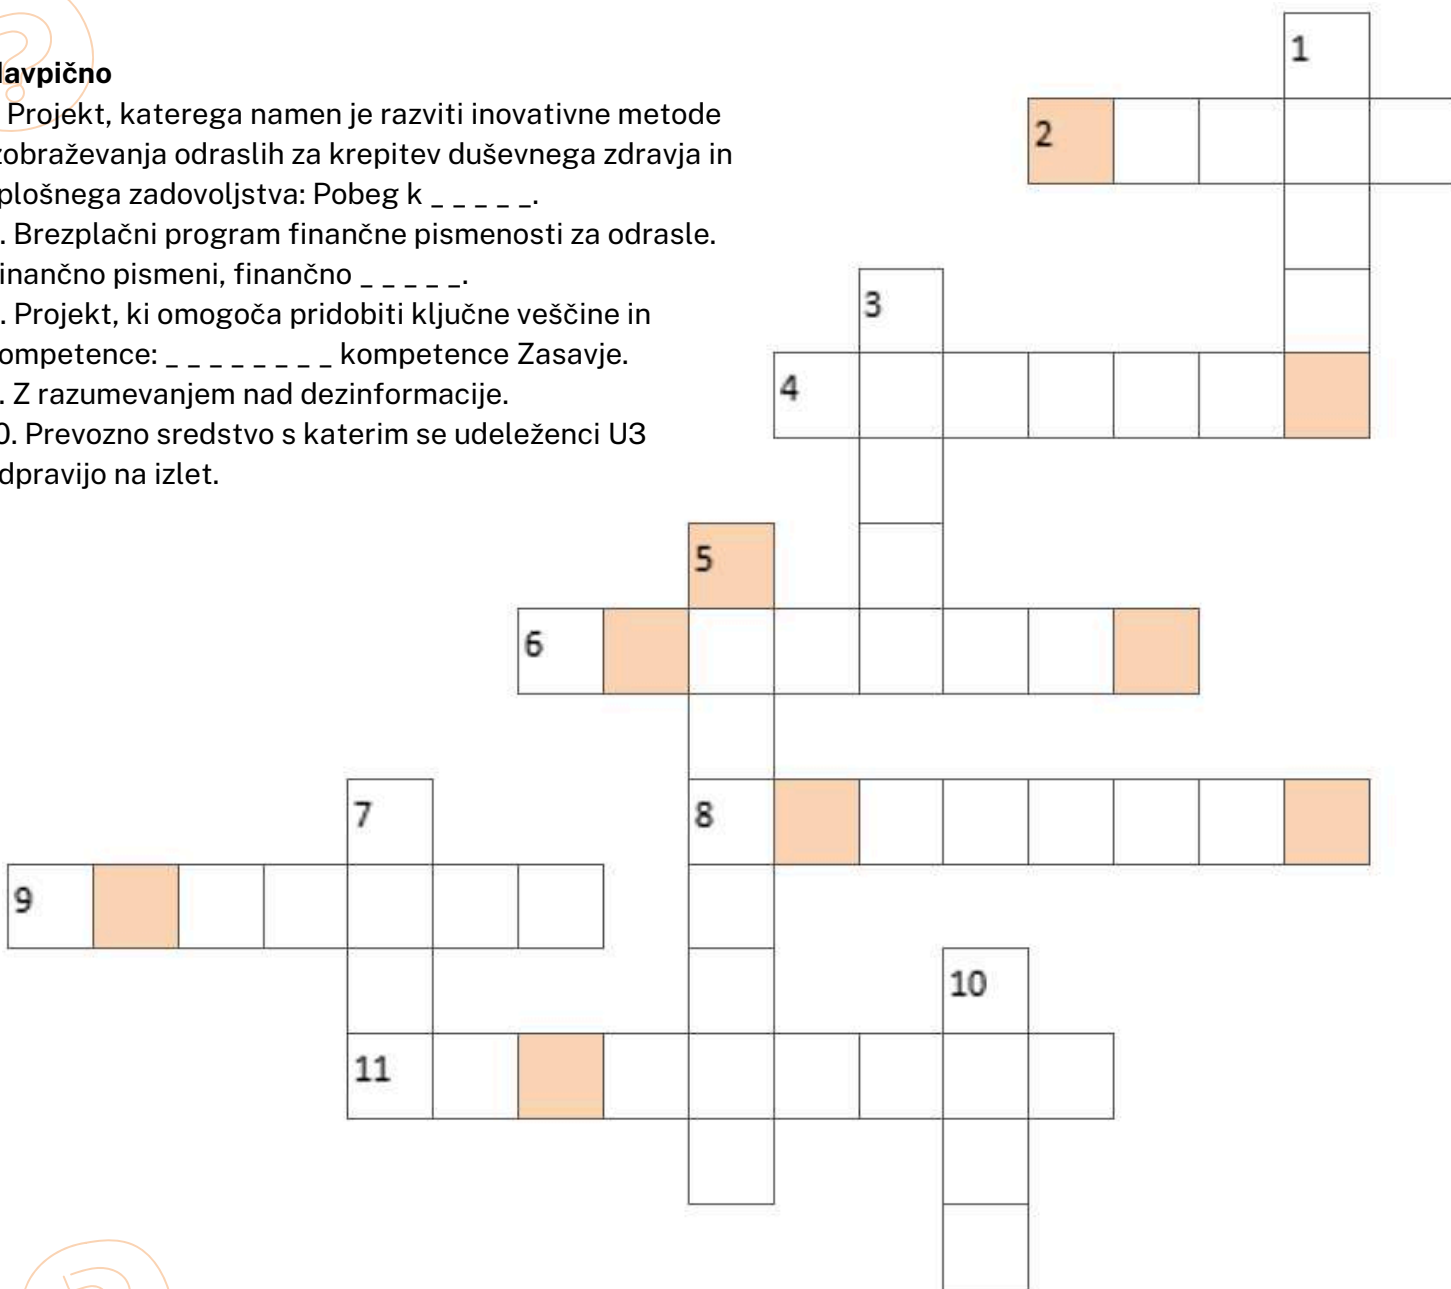 avpično
Projekt, katerega namen je razviti inovativne metode
zobraževanja odraslih za krepitev duševnega zdravja in
plošnega zadovoljstva: Pobeg k _ _ _ _ _.
. Brezplačni program finančne pismenosti za odrasle.
inančno pismeni, finančno _ _ _ _ _.
. Projekt, ki omogoča pridobiti ključne veščine in
ompetence: _ _ _ _ _ _ _ _ kompetence Zasavje.
. Z razumevanjem nad dezinformacije.
0. Prevozno sredstvo s katerim se udeleženci U3
dpravijo na izlet.
1
2
3
4
5
6
7
8
9
10
11